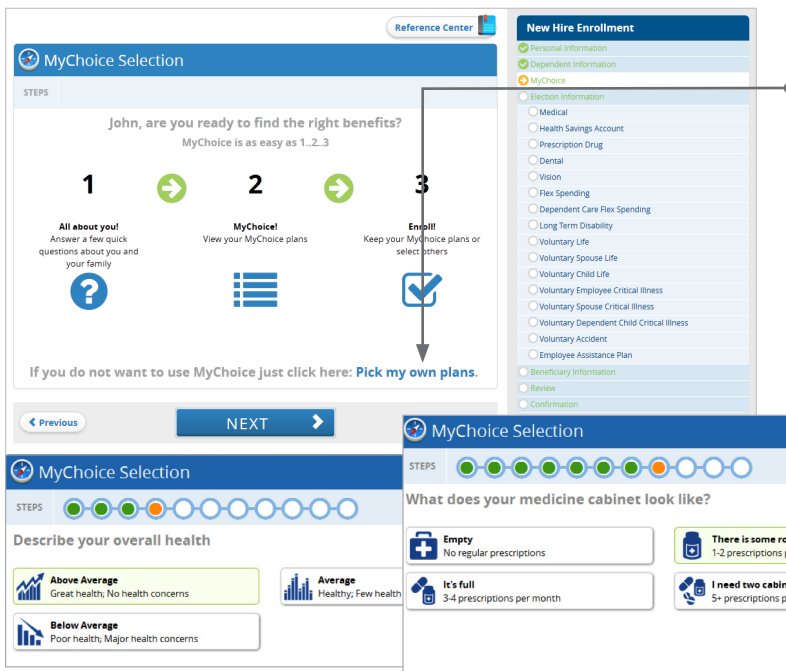 Reference Center
MyChoice Selection
STEPS
John, are you ready to find the right benefits?
MyChoice is as easy as 1..2..3
1
2
3
All about you!
Answer a few quick
questions about you and
your family
MyChoice!
View your MyChoice plans
Enroll!
Keep your MyChoice plans or
select others
If you do not want to use MyChoice just click here: Pick my own plans.
Previous
NEXT
New Hire Enrollment
Personal Information
Dependent Information
MyChoice
Election Information
Medical
Health Savings Account
Prescription Drug
Dental
Vision
Flex Spending
Dependent Care Flex Spending
Long Term Disability
Voluntary Life
Voluntary Spouse Life
Voluntary Child Life
Voluntary Employee Critical Illness
Voluntary Spouse Critical Illness
Voluntary Dependent Child Critical Illness
Voluntary Accident
Employee Assistance Plan
Beneficiary Information
Review
Confirmation
MyChoice Selection
STEPS
Describe your overall health
Above Average
Great health; No health concerns
Average
Healthy; Few health
Below Average
Poor health; Major health concerns
MyChoice Selection
STEPS
What does your medicine cabinet look like?
Empty
No regular prescriptions
There is some
1-2 prescriptions
It's full
3-4 prescriptions per month
I need two
5+ prescriptions